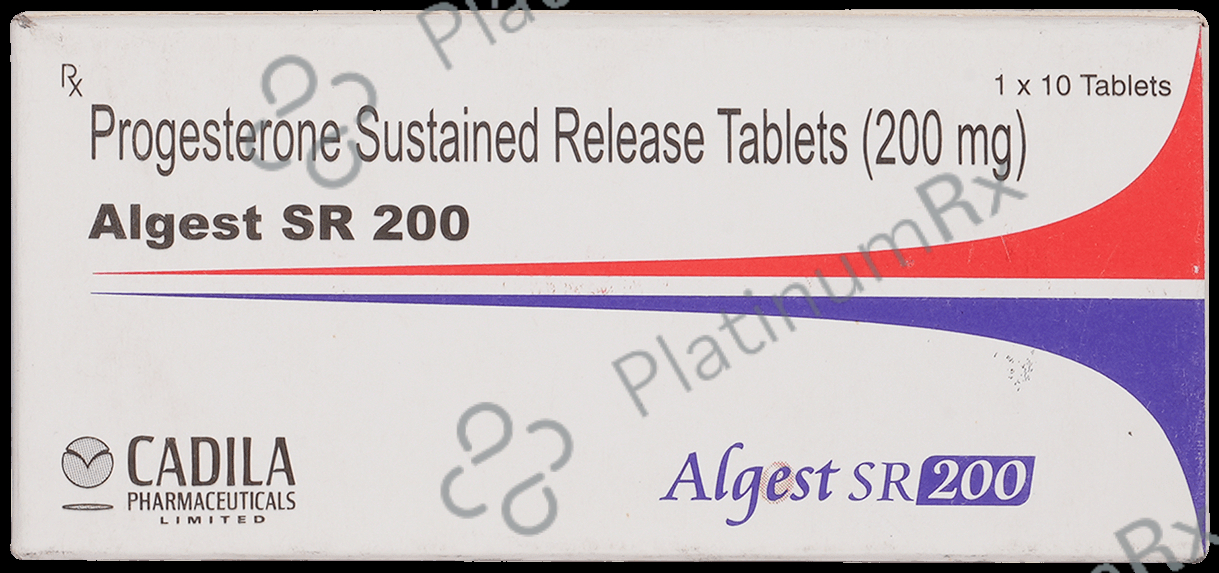 Rx
1 x 10 Tablets
Progesterone Sustained Release Tablets (200 mg)
Algest SR 200
CADILA
PHARMACEUTICALS
LIMITED
Algest SR 200
PlatinumRx